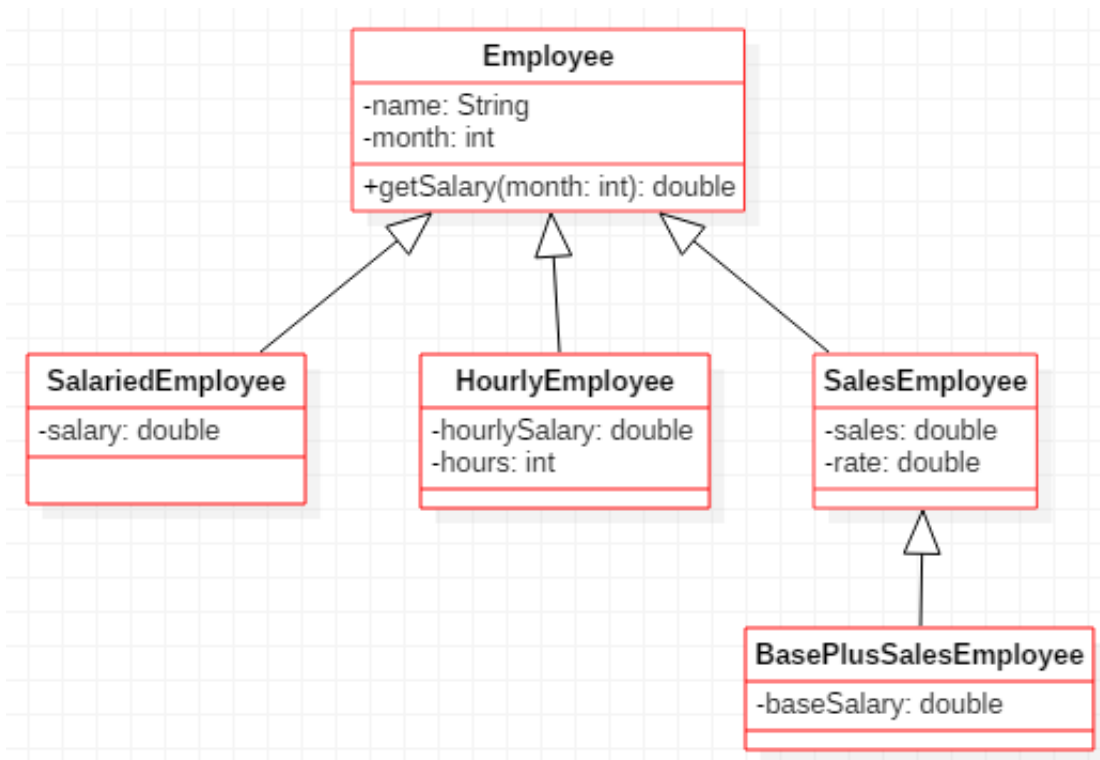 Employee
-name: String
-month: int
+getSalary(month: int): double
SalariedEmployee
-salary: double
HourlyEmployee
-hourlySalary: double
-hours: int
SalesEmployee
-sales: double
-rate: double
BasePlusSalesEmployee
-baseSalary: double